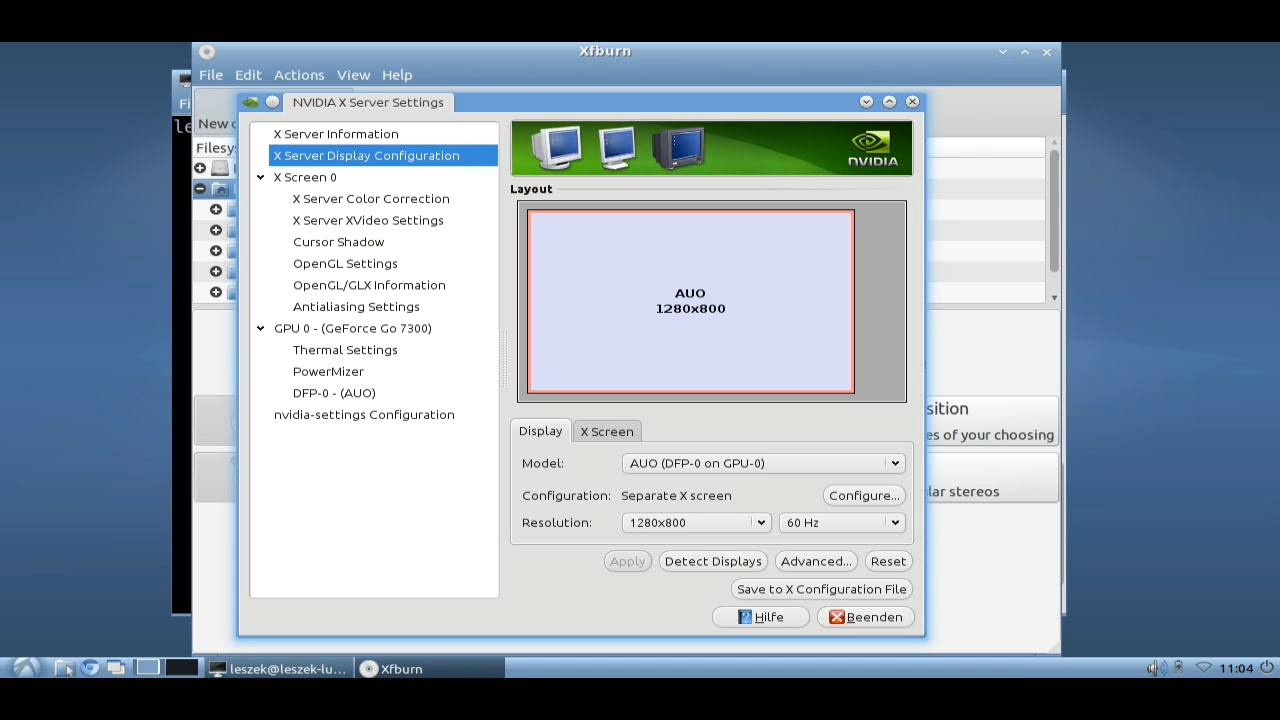 Xfburn
File Edit Actions View Help
Fi
New c
le
Filesy
NVIDIA X Server Settings
X Server Information
X Server Display Configuration
X Screen 0
X Server Color Correction
X Server XVideo Settings
Cursor Shadow
OpenGL Settings
OpenGL/GLX Information
Antialiasing Settings
GPU 0 - (GeForce Go 7300)
Thermal Settings
PowerMizer
DFP-0 - (AUO)
nvidia-settings Configuration
NVIDIA
Layout
AUO
1280x800
Display X Screen
Model: AUO (DFP-0 on GPU-0)
Configuration: Separate X screen Configure...
Resolution: 1280x800 60 Hz
Apply Detect Displays Advanced... Reset
Save to X Configuration File
Hilfe Beenden
sition
es of your choosing
lar stereos
leszek@leszek-lu... Xfburn 11:04